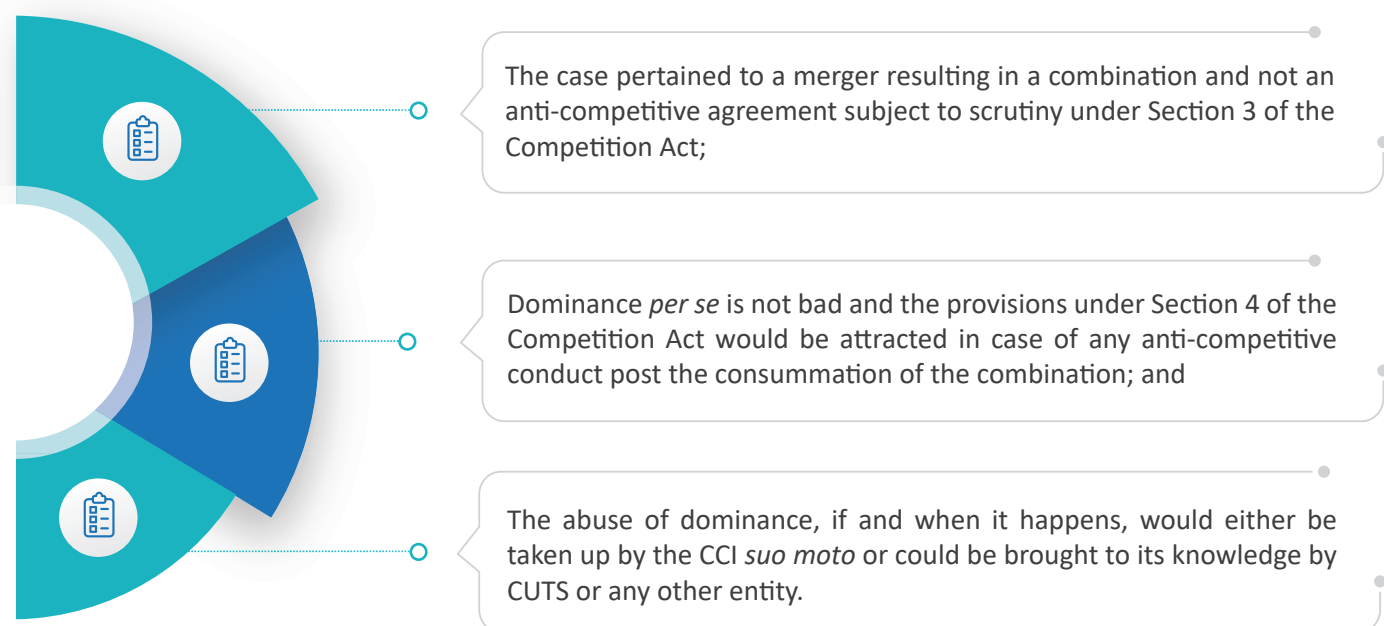 The case pertained to a merger resulting in a combination and not an
anti-competitive agreement subject to scrutiny under Section 3 of the
Competition Act;
Dominance per se is not bad and the provisions under Section 4 of the
Competition Act would be attracted in case of any anti-competitive
conduct post the consummation of the combination; and
The abuse of dominance, if and when it happens, would either be
taken up by the CCI suo moto or could be brought to its knowledge by
CUTS or any other entity.